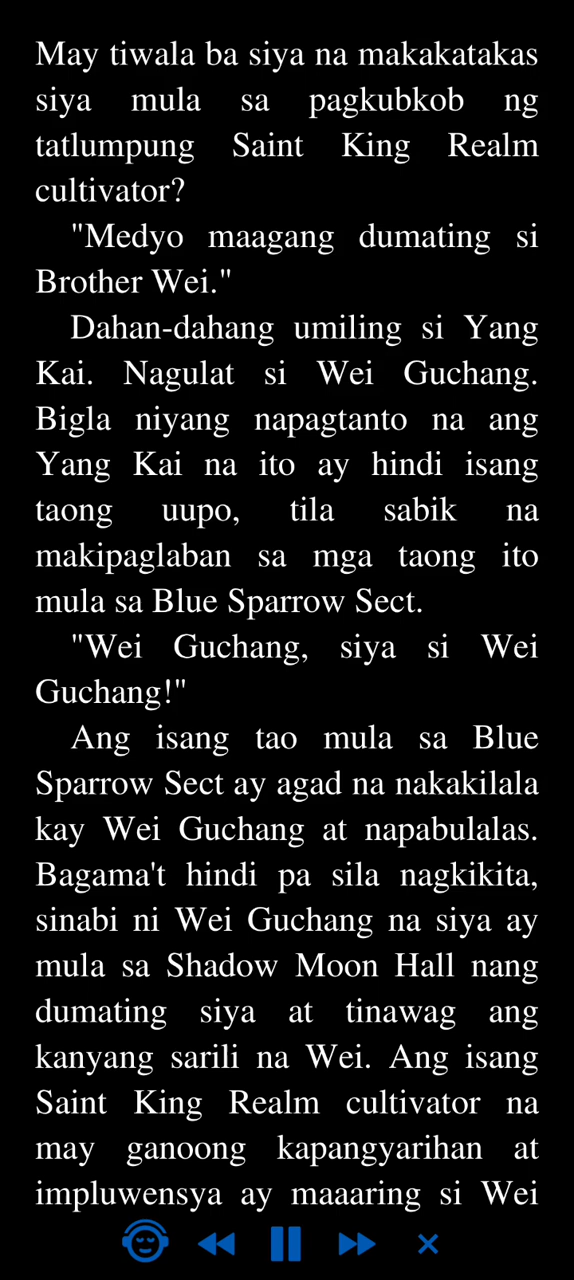 May tiwala ba siya na makakatakas
siya mula sa pagkubkob ng
tatlumpung Saint King Realm
cultivator?
"Medyo maagang dumating si
Brother Wei."
Dahan-dahang umiling si Yang
Kai. Nagulat si Wei Guchang.
Bigla niyang napagtanto na ang
Yang Kai na ito ay hindi isang
taong uupo, tila sabik na
makipaglaban sa mga taong ito
mula sa Blue Sparrow Sect.
"Wei Guchang, siya si Wei
Guchang!"
Ang isang tao mula sa Blue
Sparrow Sect ay agad na nakakilala
kay Wei Guchang at napabulalas.
Bagama't hindi pa sila nagkikita,
sinabi ni Wei Guchang na siya ay
mula sa Shadow Moon Hall nang
dumating siya at tinawag ang
kanyang sarili na Wei. Ang isang
Saint King Realm cultivator na
may ganoong kapangyarihan at
impluwensya ay maaaring si Wei